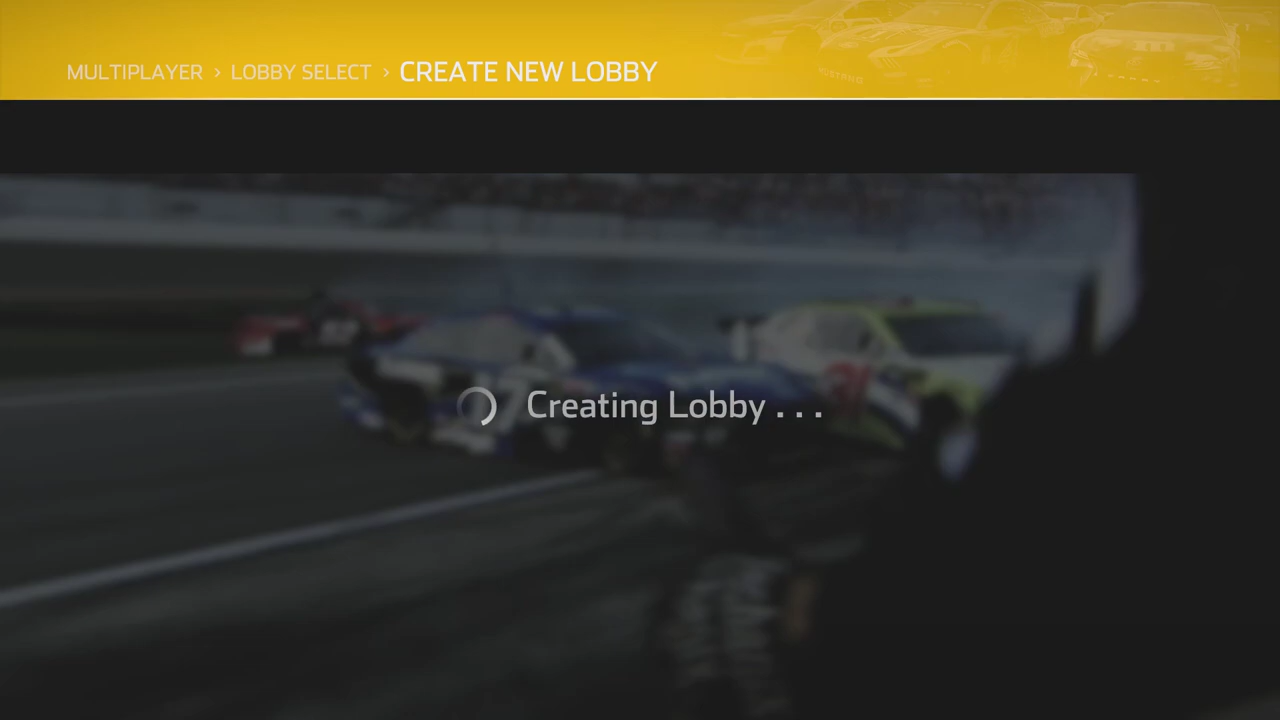 MULTIPLAYER › LOBBY SELECT › CREATE NEW LOBBY
Creating Lobby . . .